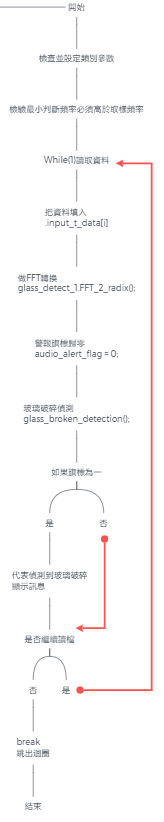 開始
檢查並設定類別參數
檢驗最小判斷頻率必須高於取樣頻率
While(1)讀取資料
把資料填入
.input_t_data[i]
做FFT轉換
glass_detect_1.FFT_2_radix();
警報旗標歸零
audio_alert_flag = 0;
玻璃破碎偵測
glass_broken_detection();
如果旗標為一
是
否
代表偵測到玻璃破碎
顯示訊息
是否繼續讀檔
否
是
break
跳出迴圈
結束